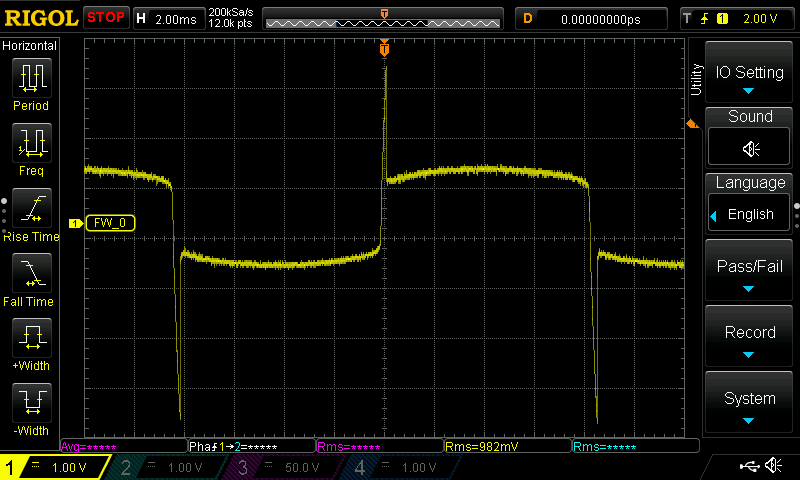 RIGOL STOP H 2.00ms 200kSa/s 12.0k pts T D 0.00000000ps T 1 2.00 V
Horizontal
Period
Freq
Rise Time
Fall Time
+Width
-Width
T
1 FW_0
Utility
IO Setting
Sound
Language
English
Pass/Fail
Record
System
Avg=***** Pha 1→2=***** Rms=***** Rms=982mV Rms=*****
1 1.00 V 2 1.00 V 3 50.0 V 4 1.00 V